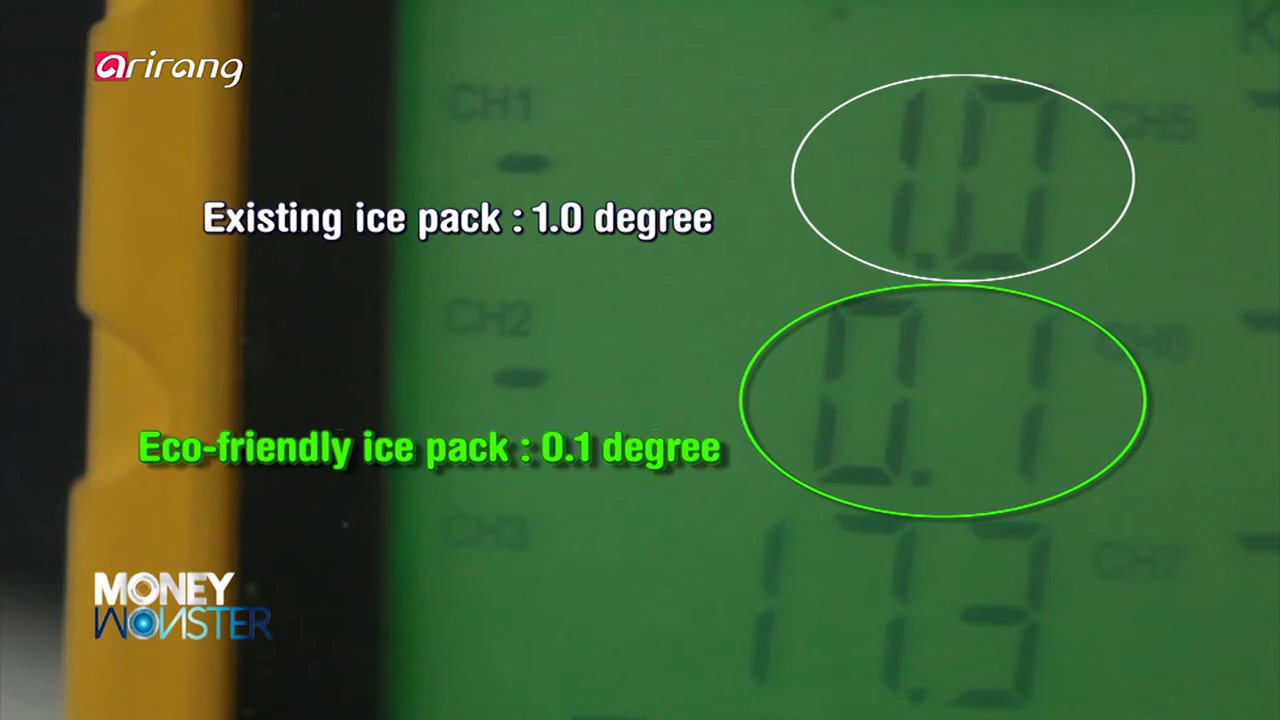 arirang
K
CH1
1.0
CH5
Existing ice pack : 1.0 degree
CH2
0.1
CH6
Eco-friendly ice pack : 0.1 degree
CH3
17.3
CH7
MONEY
MONSTER